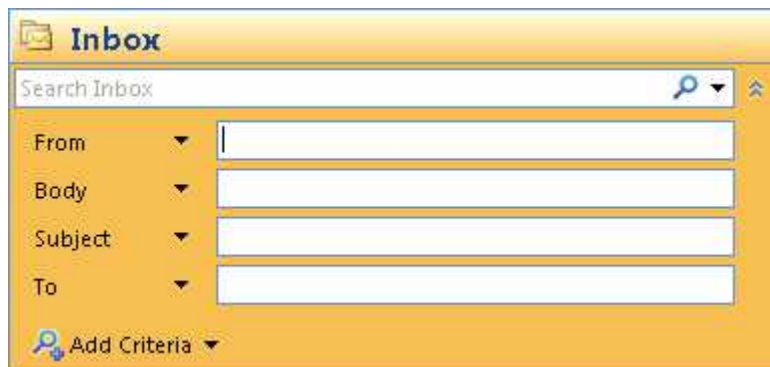 Inbox
Search Inbox
From
Body
Subject
To
Add Criteria